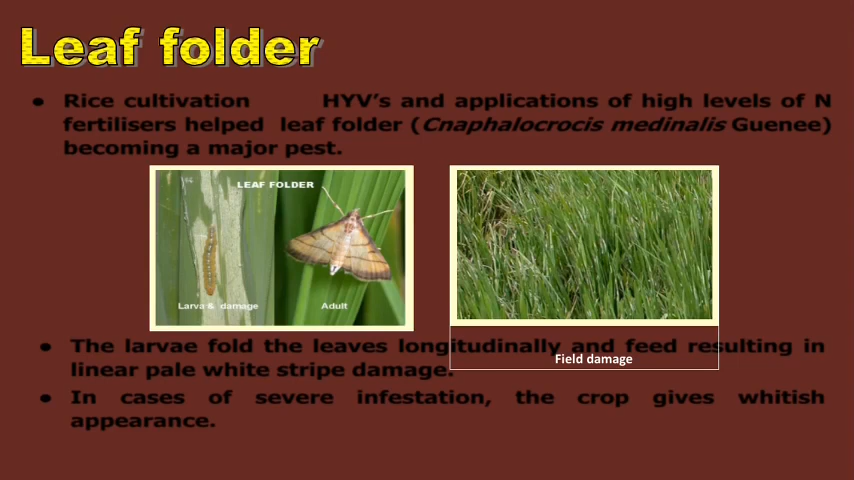 Leaf folder
● Rice cultivation HYV's and applications of high levels of N
fertilisers helped leaf folder (Cnaphalocrocis medinalis Guenee)
becoming a major pest.
LEAF FOLDER
Larva & damage Adult
Field damage
● The larvae fold the leaves longitudinally and feed resulting in
linear pale white stripe damage.
● In cases of severe infestation, the crop gives whitish
appearance.